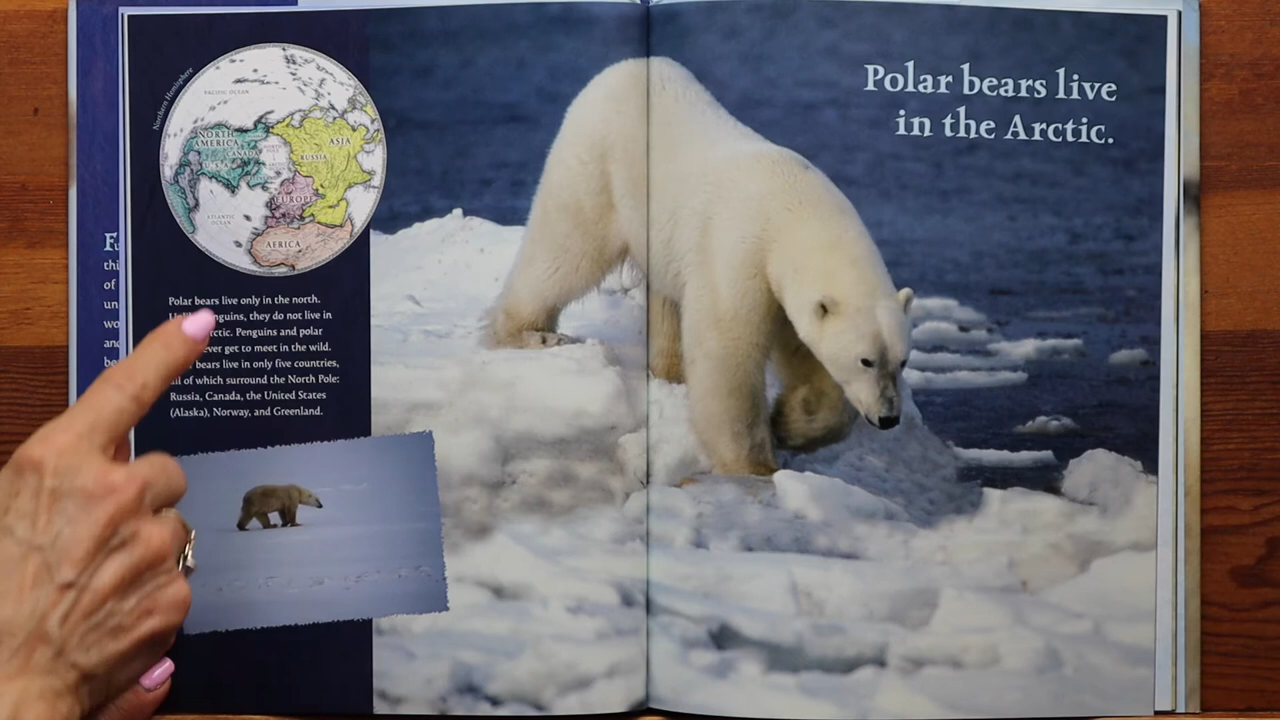 Northern Hemisphere
PACIFIC OCEAN
NORTH
AMERICA
CANADA
U.S.A.
ASIA
RUSSIA
EUROPE
ATLANTIC
OCEAN
AFRICA
Polar bears live only in the north.
they do not live in
Penguins and polar
ever get to meet in the wild.
bears live in only five countries,
all of which surround the North Pole:
Russia, Canada, the United States
(Alaska), Norway, and Greenland.
Polar bears live
in the Arctic.
of